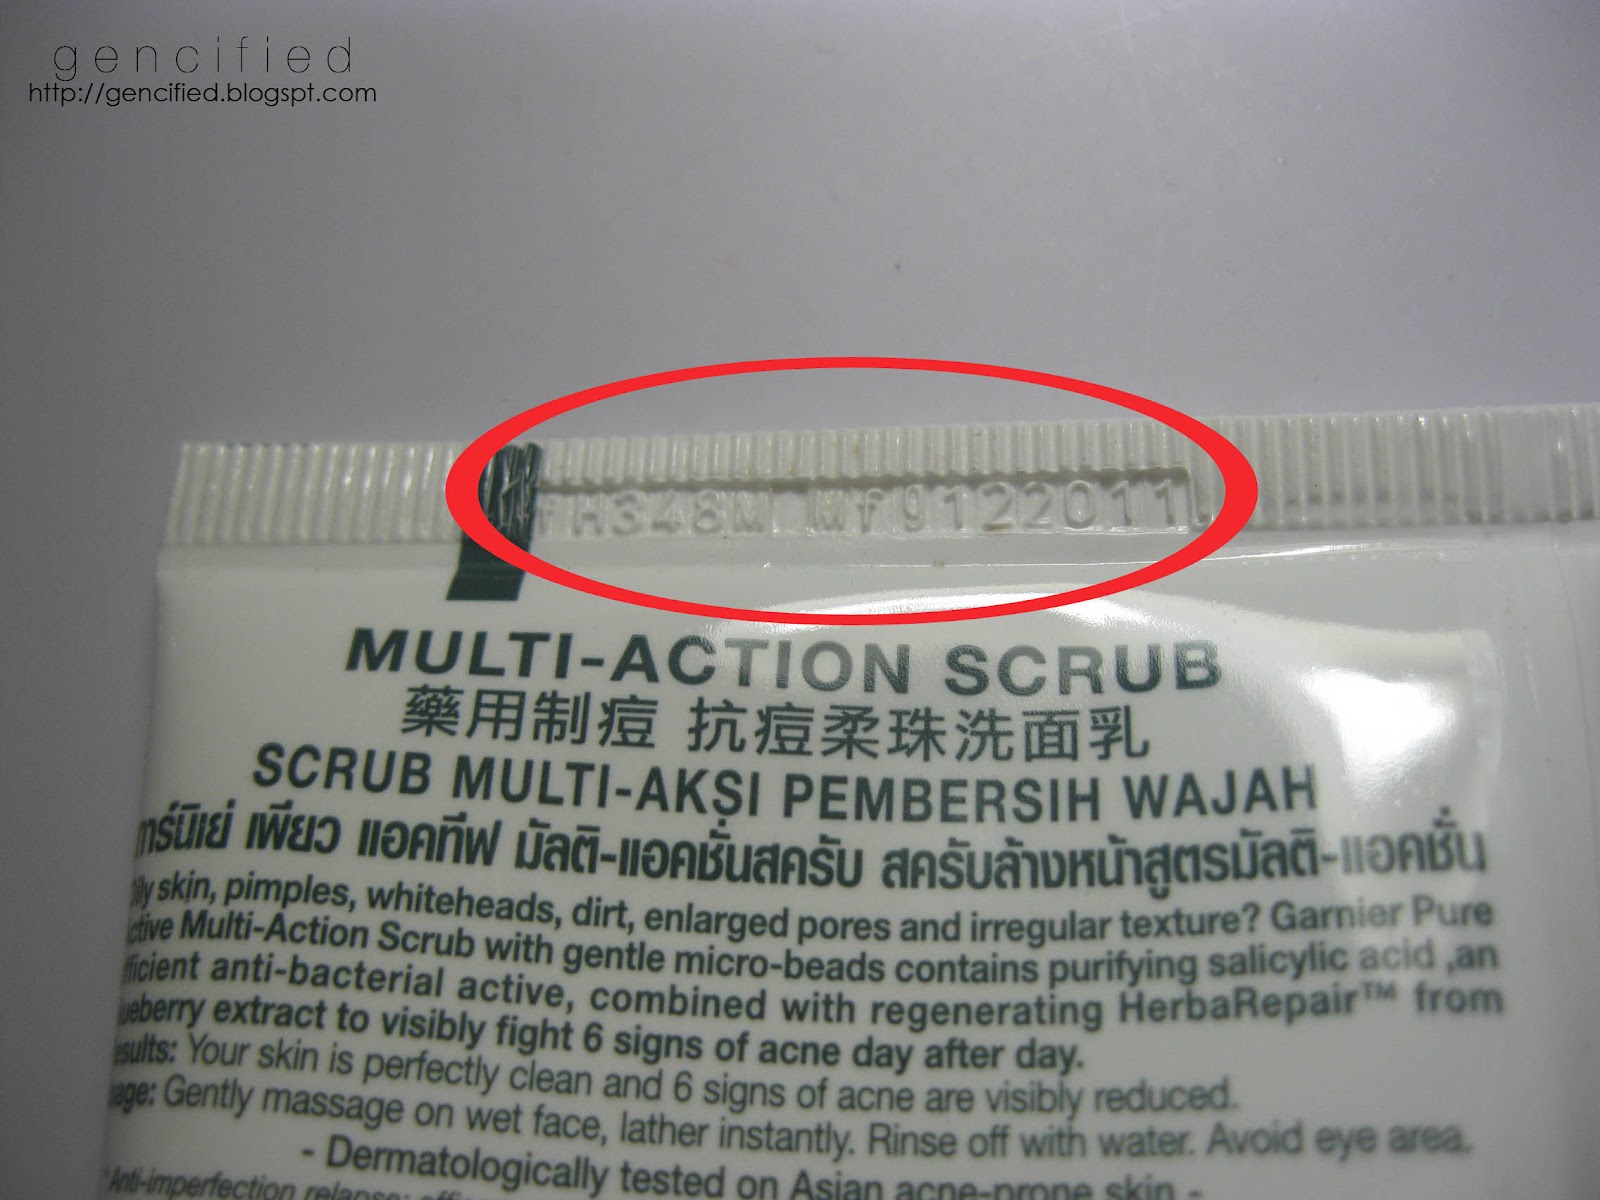 gencified
http://gencified.blogspt.com
fH348M Mf9122011
MULTI-ACTION SCRUB
藥用制痘 抗痘柔珠洗面乳
SCRUB MULTI-AKSI PEMBERSIH WAJAH
การ์นิเย่ เพียว แอคทีฟ มัลติ-แอคชั่นสครับ สครับล้างหน้าสูตรมัลติ-แอคชั่น
skin, pimples, whiteheads, dirt, enlarged pores and irregular texture? Garnier Pure
Multi-Action Scrub with gentle micro-beads contains purifying salicylic acid ,an
anti-bacterial active, combined with regenerating HerbaRepair™ from
extract to visibly fight 6 signs of acne day after day.
Your skin is perfectly clean and 6 signs of acne are visibly reduced.
Gently massage on wet face, lather instantly. Rinse off with water. Avoid eye area.
- Dermatologically tested on Asian acne-prone skin -
Anti-imperfection